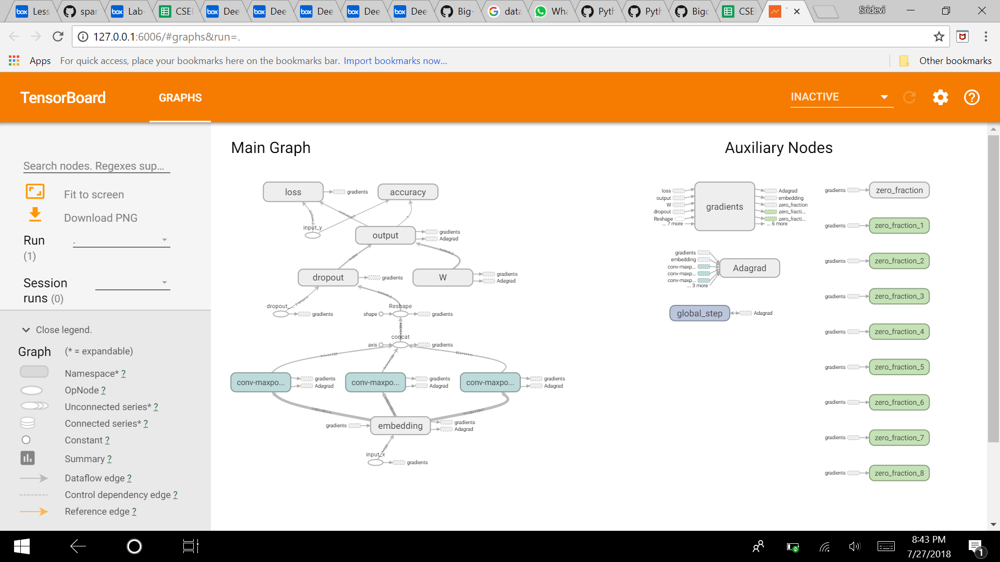 Less
spar
Lab-
CSEI
Dee
Dee
Dee
Dee
Dee
Big-
data
Wha
Pyth
Pyth
Bigd
CSEI
Sridevi
127.0.0.1:6006/#graphs&run=.
Apps
For quick access, place your bookmarks here on the bookmarks bar. Import bookmarks now...
Other bookmarks
TensorBoard
GRAPHS
INACTIVE
Search nodes. Regexes sup...
Fit to screen
Download PNG
Run
(1)
.
Session
runs (0)
Close legend.
Graph
(* = expandable)
Namespace* ?
OpNode ?
Unconnected series* ?
Connected series* ?
Constant ?
Summary ?
Dataflow edge ?
Control dependency edge ?
Reference edge ?
Main Graph
loss
gradients
accuracy
input_y
output
gradients
Adagrad
dropout
gradients
W
gradients
Adagrad
dropout_...
gradients
Reshape
shape
gradients
concat
axis
gradients
conv-maxpo...
gradients
Adagrad
conv-maxpo...
gradients
Adagrad
conv-maxpo...
gradients
Adagrad
gradients
embedding
gradients
Adagrad
input_x
gradients
Auxiliary Nodes
loss
output
W
dropout
Reshape
... 7 more
gradients
Adagrad
embedding
zero_fraction
zero_fracti...
zero_fracti...
... 6 more
gradients
embedding
conv-maxp...
conv-maxp...
conv-maxp...
... 3 more
Adagrad
global_step
Adagrad
gradients
zero_fraction
gradients
zero_fraction_1
gradients
zero_fraction_2
gradients
zero_fraction_3
gradients
zero_fraction_4
gradients
zero_fraction_5
gradients
zero_fraction_6
gradients
zero_fraction_7
gradients
zero_fraction_8
8:43 PM
7/27/2018
1